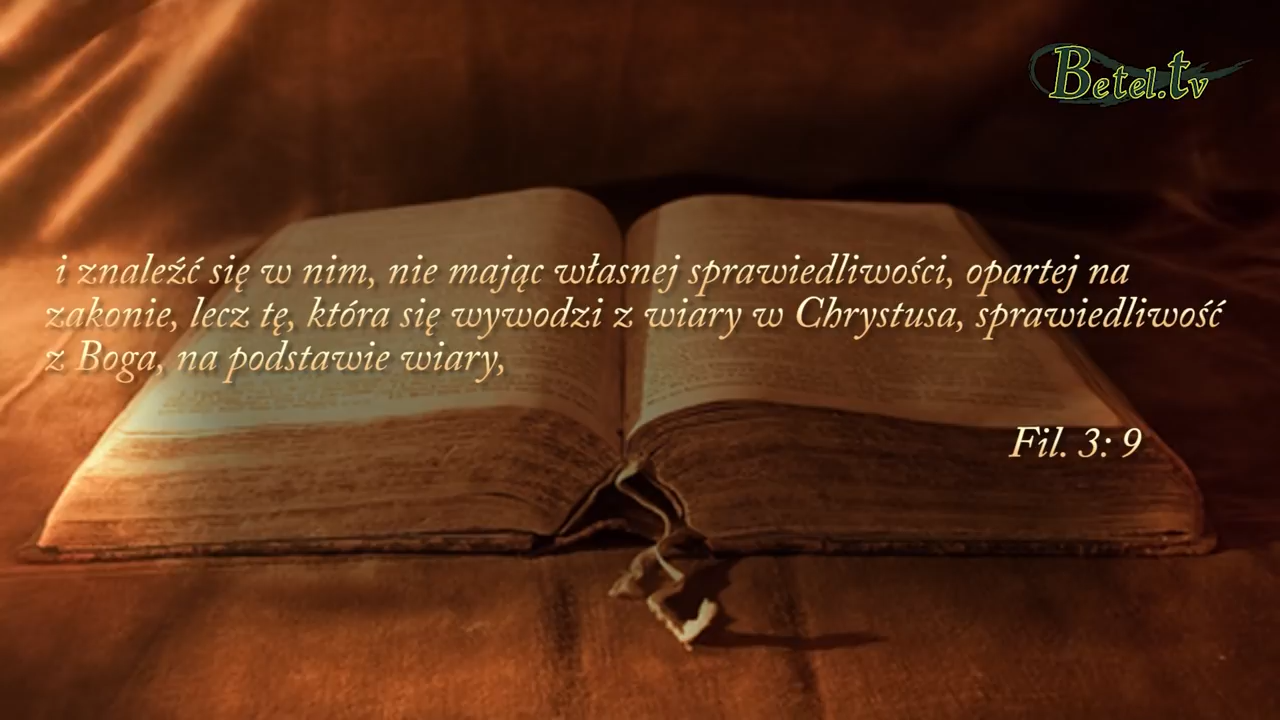 Betel.tv
i znaleźć się w nim, nie mając własnej sprawiedliwości, opartej na
zakonie, lecz tę, która się wywodzi z wiary w Chrystusa, sprawiedliwość
z Boga, na podstawie wiary,
Fil. 3: 9